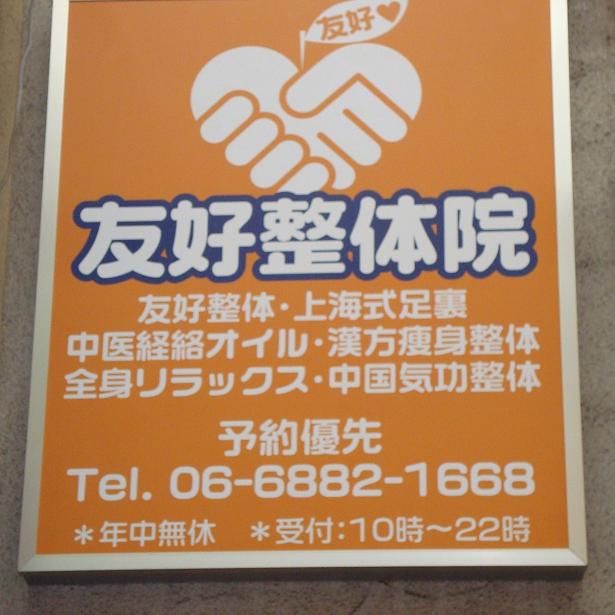 友好♥
友好整体院
友好整体・上海式足裏
中医経絡オイル・漢方痩身整体
全身リラックス・中国気功整体
予約優先
Tel. 06-6882-1668
＊年中無休　＊受付：10時～22時